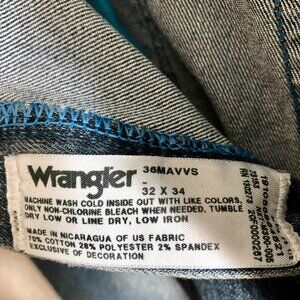 Wrangler
36MAVVS
-
32 X 34
MACHINE WASH COLD INSIDE OUT WITH LIKE COLORS,
ONLY NON-CHLORINE BLEACH WHEN NEEDED, TUMBLE
DRY LOW OR LINE DRY, LOW IRON
MADE IN NICARAGUA OF US FABRIC
70% COTTON 28% POLYESTER 2% SPANDEX
EXCLUSIVE OF DECORATION